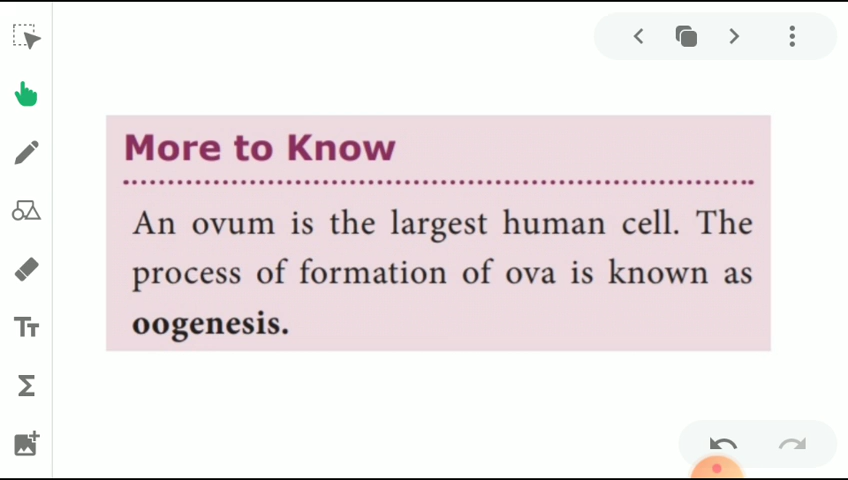 More to Know
An ovum is the largest human cell. The
process of formation of ova is known as
oogenesis.